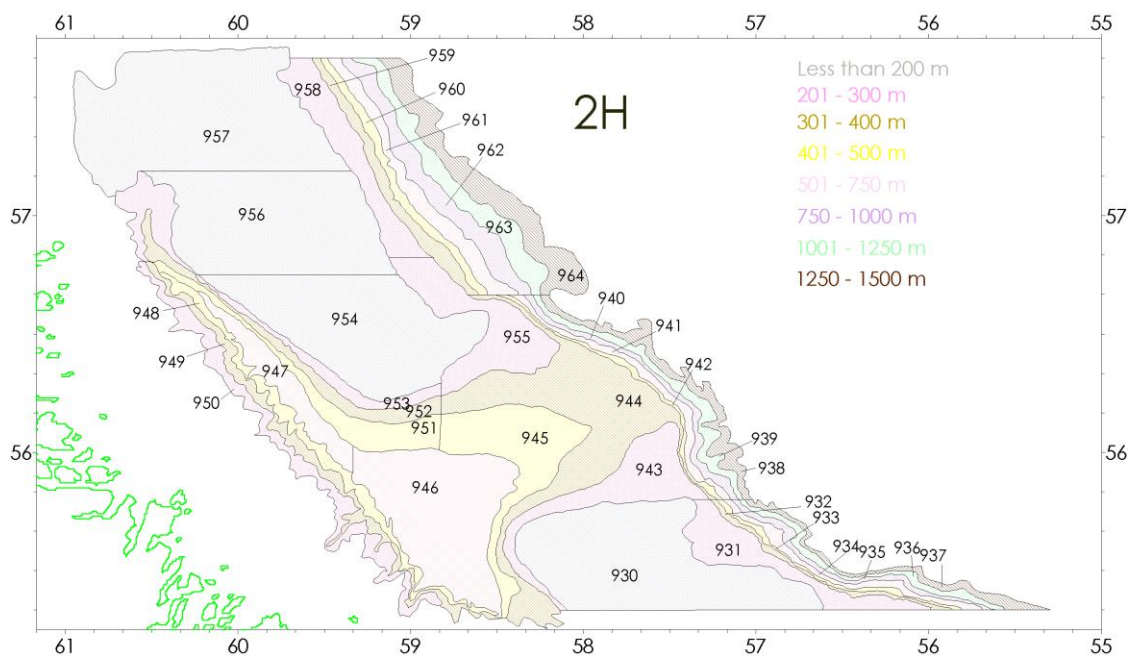 61 60 59 58 57 56 55
959
Less than 200 m
958
960
201 - 300 m
2H
301 - 400 m
961
957
401 - 500 m
962
501 - 750 m
57 956 963 750 - 1000 m 57
1001 - 1250 m
964
1250 - 1500 m
948 940
954 955 941
949
947 942
950 953 952 944
951 945 939
56 56
943 938
946
932
933
931
930 934 935 936 937
61 60 59 58 57 56 55